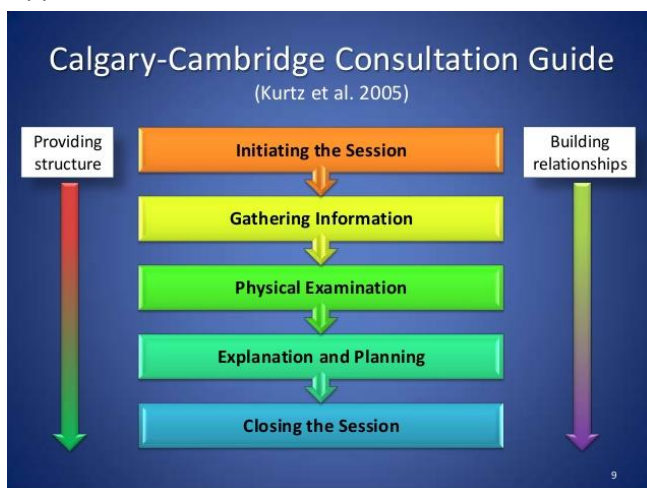 Calgary-Cambridge Consultation Guide
(Kurtz et al. 2005)
Providing
structure
Initiating the Session
Building
relationships
Gathering Information
Physical Examination
Explanation and Planning
Closing the Session
9